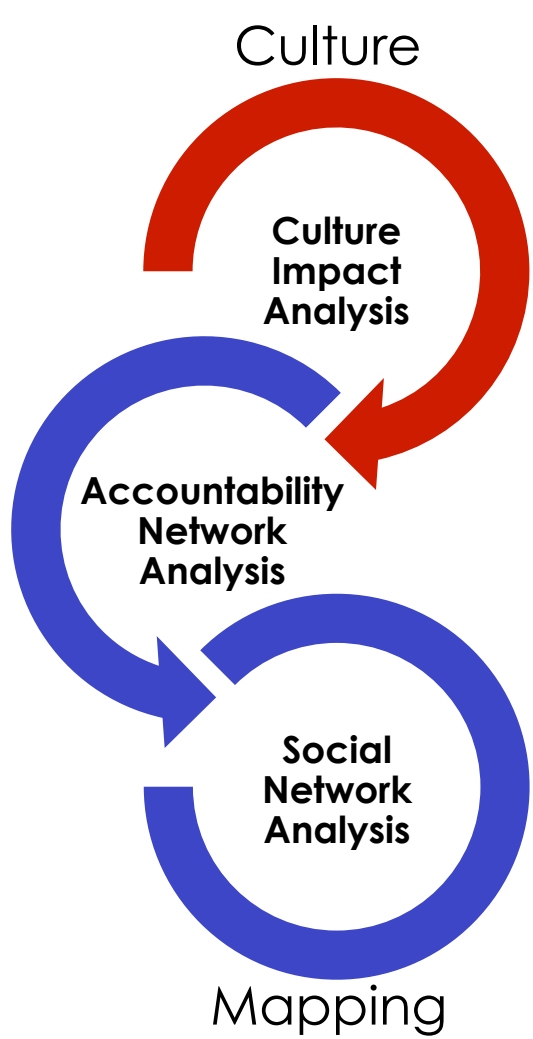 Culture
Culture
Impact
Analysis
Accountability
Network
Analysis
Social
Network
Analysis
Mapping